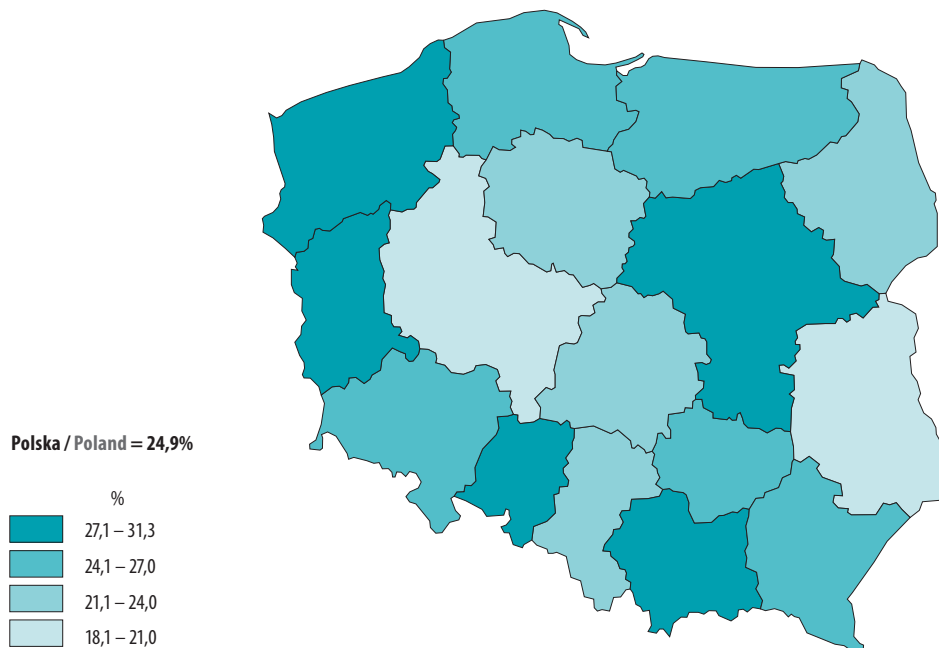 Polska / Poland = 24,9%
%
27,1 – 31,3
24,1 – 27,0
21,1 – 24,0
18,1 – 21,0